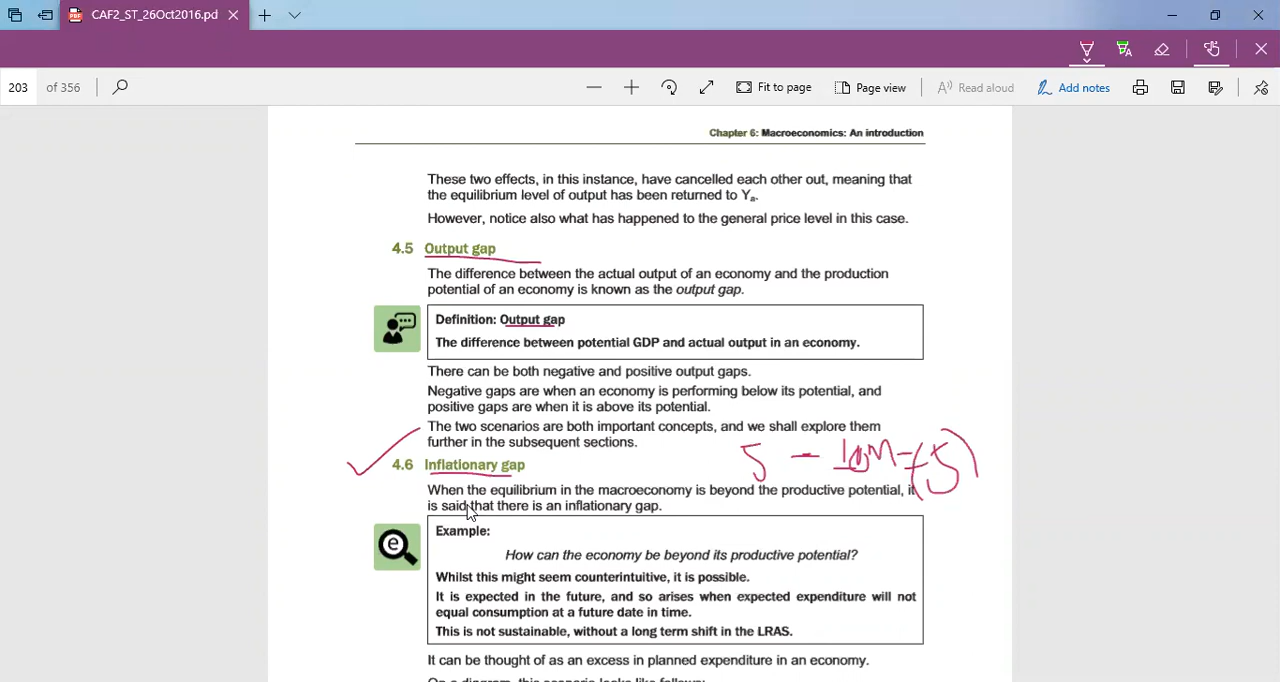 CAF2_ST_26Oct2016.pd
203 of 356
Fit to page
Page view
Read aloud
Add notes
Chapter 6: Macroeconomics: An introduction
These two effects, in this instance, have cancelled each other out, meaning that
the equilibrium level of output has been returned to Ya.
However, notice also what has happened to the general price level in this case.
4.5 Output gap
The difference between the actual output of an economy and the production
potential of an economy is known as the output gap.
Definition: Output gap
The difference between potential GDP and actual output in an economy.
There can be both negative and positive output gaps.
Negative gaps are when an economy is performing below its potential, and
positive gaps are when it is above its potential.
The two scenarios are both important concepts, and we shall explore them
further in the subsequent sections.
5 - 10M = (5)
4.6 Inflationary gap
When the equilibrium in the macroeconomy is beyond the productive potential, it
is said that there is an inflationary gap.
Example:
How can the economy be beyond its productive potential?
Whilst this might seem counterintuitive, it is possible.
It is expected in the future, and so arises when expected expenditure will not
equal consumption at a future date in time.
This is not sustainable, without a long term shift in the LRAS.
It can be thought of as an excess in planned expenditure in an economy.
On a diagram, this scenario looks like follows: